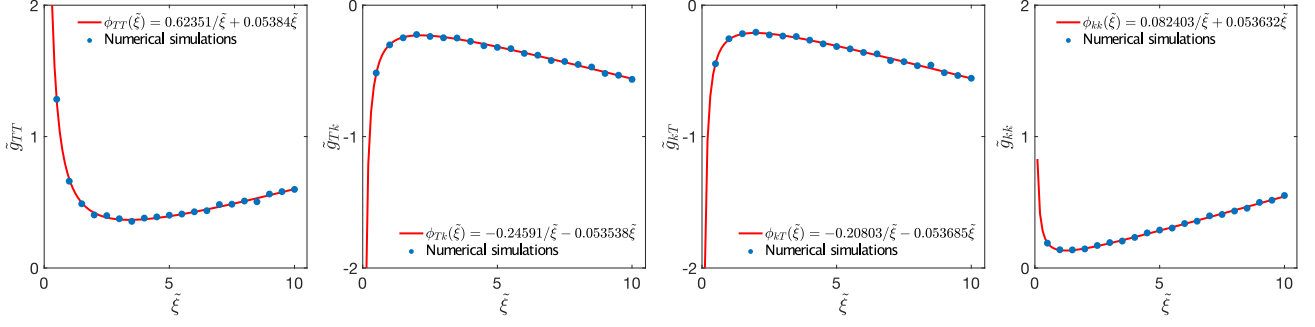 2
1
0
g̃_TT
0
5
10
ξ̃
ϕ_TT(ξ̃) = 0.62351/ξ̃ + 0.05384ξ̃
Numerical simulations
0
-1
-2
g̃_Tk
0
5
10
ξ̃
ϕ_Tk(ξ̃) = −0.24591/ξ̃ − 0.053538ξ̃
Numerical simulations
0
-1
-2
g̃_kT
0
5
10
ξ̃
ϕ_kT(ξ̃) = −0.20803/ξ̃ − 0.053685ξ̃
Numerical simulations
2
1
0
g̃_kk
0
5
10
ξ̃
ϕ_kk(ξ̃) = 0.082403/ξ̃ + 0.053632ξ̃
Numerical simulations